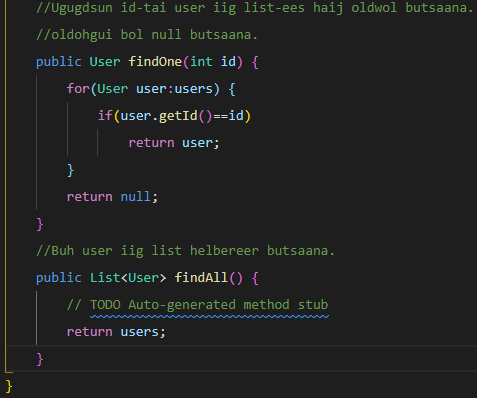 //Ugugdsun id-tai user iig list-ees haij oldwol butsaana.
//oldohgui bol null butsaana.
public User findOne(int id) {
for(User user:users) {
if(user.getId()==id)
return user;
}
return null;
}
//Buh user iig list helbereer butsaana.
public List<User> findAll() {
// TODO Auto-generated method stub
return users;
}
}